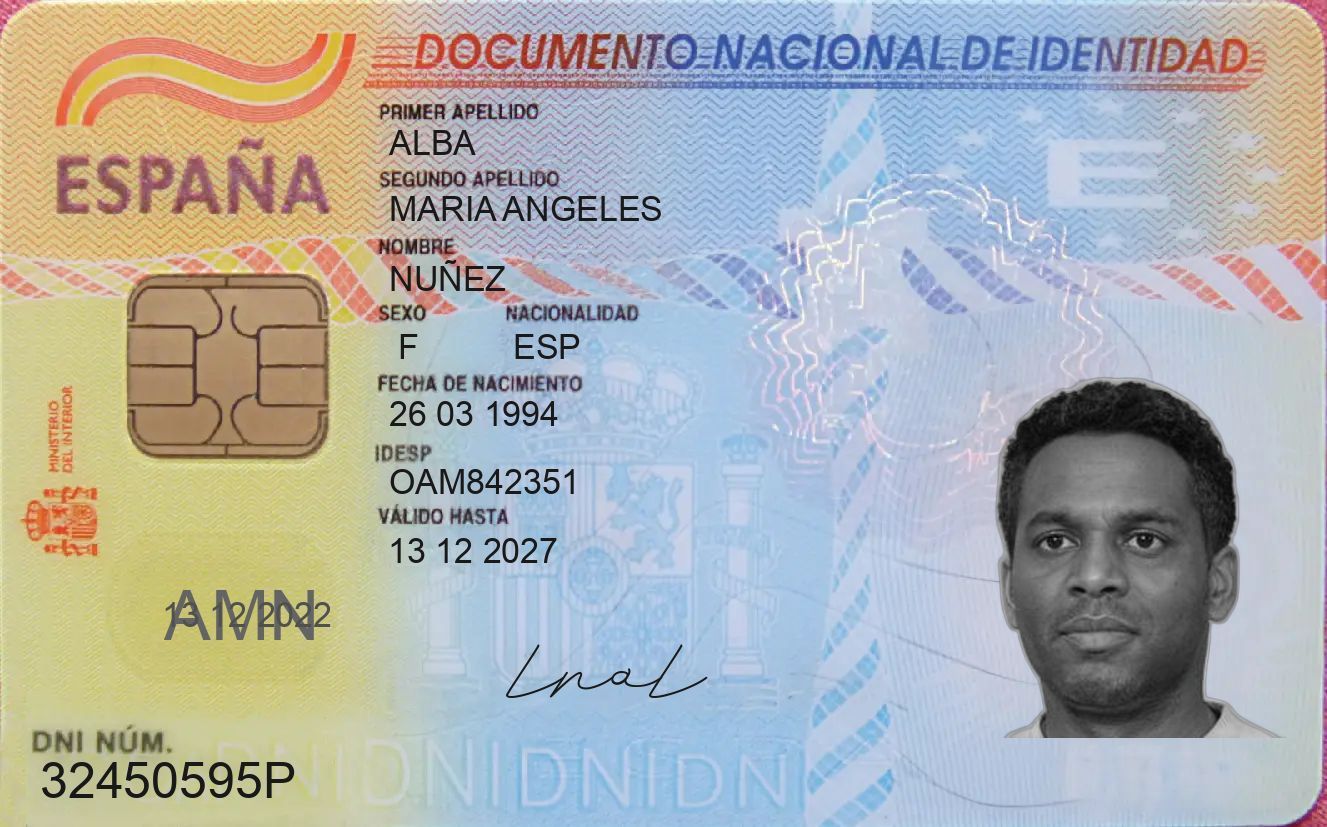 DOCUMENTO NACIONAL DE IDENTIDAD
ESPAÑA
PRIMER APELLIDO
ALBA
SEGUNDO APELLIDO
MARIA ANGELES
NOMBRE
NUÑEZ
SEXO NACIONALIDAD
F ESP
FECHA DE NACIMIENTO
26 03 1994
IDESP
OAM842351
VÁLIDO HASTA
13 12 2027
MINISTERIO
DEL INTERIOR
E
AMN
13 12 2022
DNI NÚM.
32450595P
DNIDNIDNIDNI